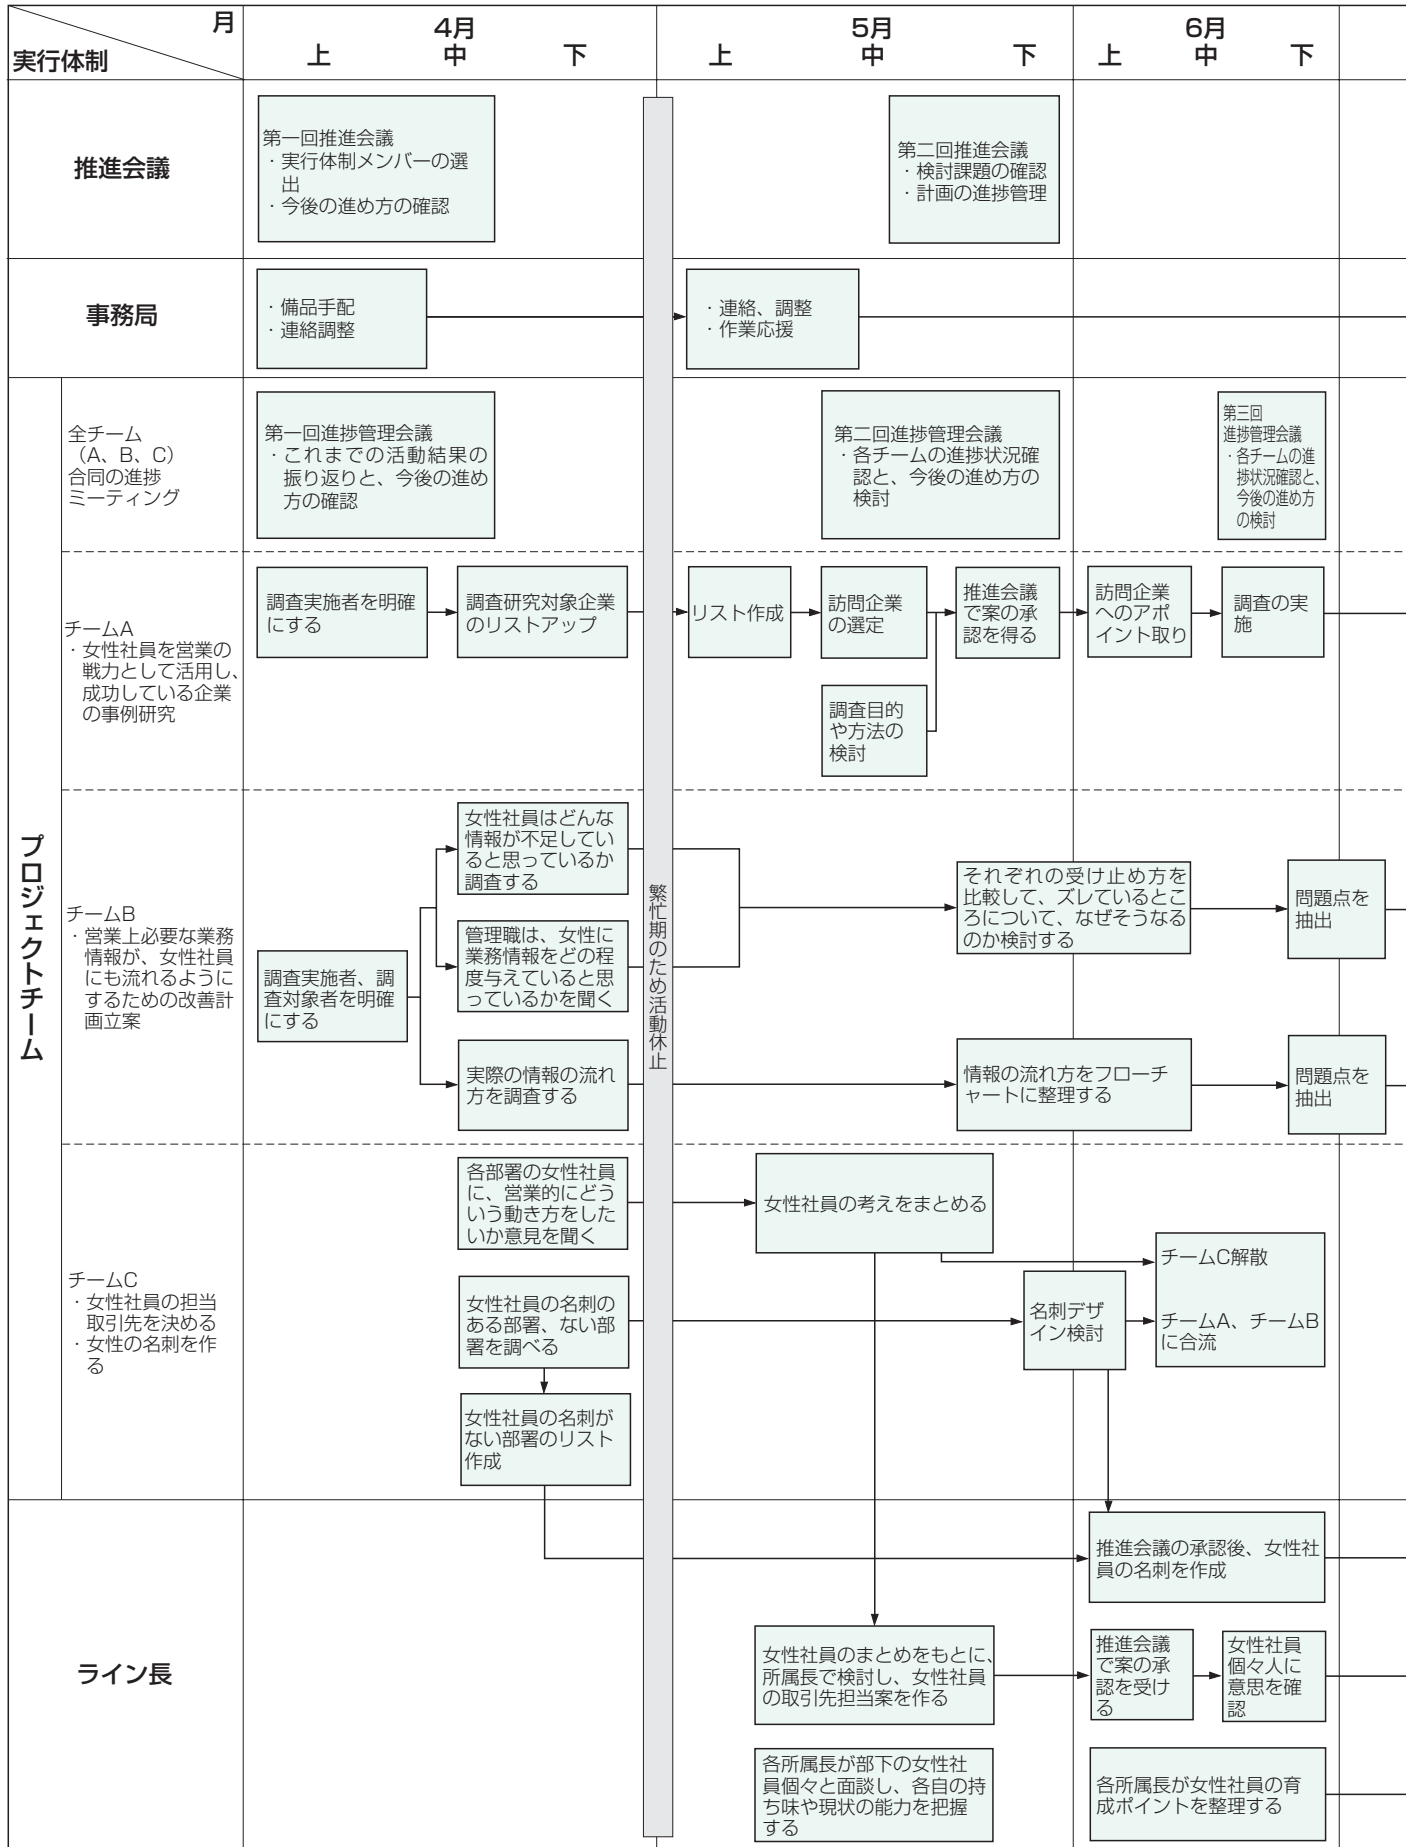 月
実行体制
4月
上 中 下
5月
上 中 下
6月
上 中 下
推進会議
第一回推進会議
・実行体制メンバーの選
出
・今後の進め方の確認
第二回推進会議
・検討課題の確認
・計画の進捗管理
事務局
・備品手配
・連絡調整
・連絡、調整
・作業応援
プロジェクトチーム
全チーム
（A、B、C）
合同の進捗
ミーティング
第一回進捗管理会議
・これまでの活動結果の
振り返りと、今後の進め
方の確認
第二回進捗管理会議
・各チームの進捗状況確
認と、今後の進め方の
検討
第三回
進捗管理会議
・各チームの進
捗状況確認と、
今後の進め方
の検討
チームA
・女性社員を営業の
戦力として活用し、
成功している企業
の事例研究
調査実施者を明確
にする
調査研究対象企業
のリストアップ
リスト作成
訪問企業
の選定
調査目的
や方法の
検討
推進会議
で案の承
認を得る
訪問企業
へのアポ
イント取り
調査の実
施
チームB
・営業上必要な業務
情報が、女性社員
にも流れるように
するための改善計
画立案
調査実施者、調
査対象者を明確
にする
女性社員はどんな
情報が不足してい
ると思っているか
調査する
管理職は、女性に
業務情報をどの程
度与えていると思
っているかを聞く
実際の情報の流れ
方を調査する
それぞれの受け止め方を
比較して、ズレているとこ
ろについて、なぜそうなる
のか検討する
問題点を
抽出
情報の流れ方をフローチ
ャートに整理する
問題点を
抽出
繁忙期のため活動休止
チームC
・女性社員の担当
取引先を決める
・女性の名刺を作
る
各部署の女性社員
に、営業的にどう
いう動き方をした
いか意見を聞く
女性社員の考えをまとめる
女性社員の名刺の
ある部署、ない部
署を調べる
名刺デザ
イン検討
チームC解散
チームA、チームB
に合流
女性社員の名刺が
ない部署のリスト
作成
ライン長
推進会議の承認後、女性社
員の名刺を作成
女性社員のまとめをもとに、
所属長で検討し、女性社員
の取引先担当案を作る
推進会議
で案の承
認を受け
る
女性社員
個々人に
意思を確
認
各所属長が部下の女性社
員個々と面談し、各自の持
ち味や現状の能力を把握
する
各所属長が女性社員の育
成ポイントを整理する